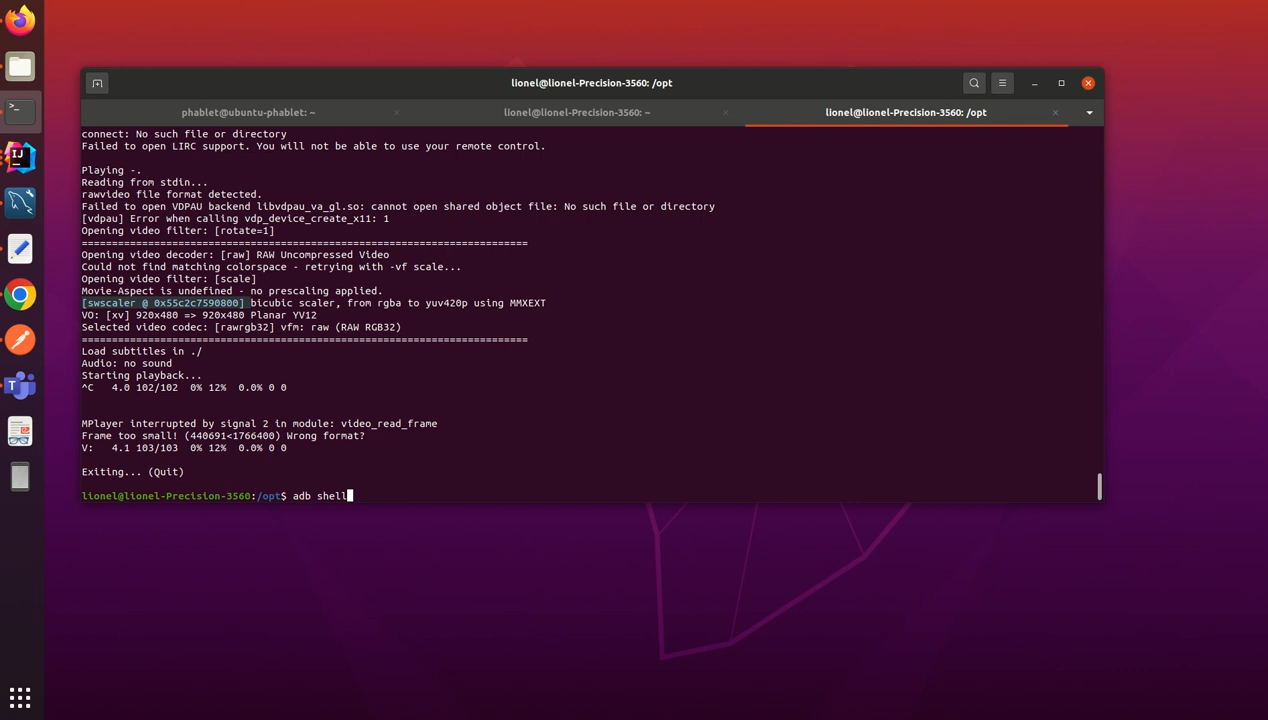 lionel@lionel-Precision-3560: /opt
phablet@ubuntu-phablet: ~
lionel@lionel-Precision-3560: ~
lionel@lionel-Precision-3560: /opt
connect: No such file or directory
Failed to open LIRC support. You will not be able to use your remote control.
Playing -.
Reading from stdin...
rawvideo file format detected.
Failed to open VDPAU backend libvdpau_va_gl.so: cannot open shared object file: No such file or directory
[vdpau] Error when calling vdp_device_create_x11: 1
Opening video filter: [rotate=1]
==========================================================================
Opening video decoder: [raw] RAW Uncompressed Video
Could not find matching colorspace - retrying with -vf scale...
Opening video filter: [scale]
Movie-Aspect is undefined - no prescaling applied.
[swscaler @ 0x55c2c7590800] bicubic scaler, from rgba to yuv420p using MMXEXT
VO: [xv] 920x480 => 920x480 Planar YV12
Selected video codec: [rawrgb32] vfm: raw (RAW RGB32)
==========================================================================
Load subtitles in ./
Audio: no sound
Starting playback...
^C   4.0 102/102  0% 12%  0.0% 0 0
MPlayer interrupted by signal 2 in module: video_read_frame
Frame too small! (440691<1766400) Wrong format?
V:   4.1 103/103  0% 12%  0.0% 0 0
Exiting... (Quit)
lionel@lionel-Precision-3560:/opt$ adb shell